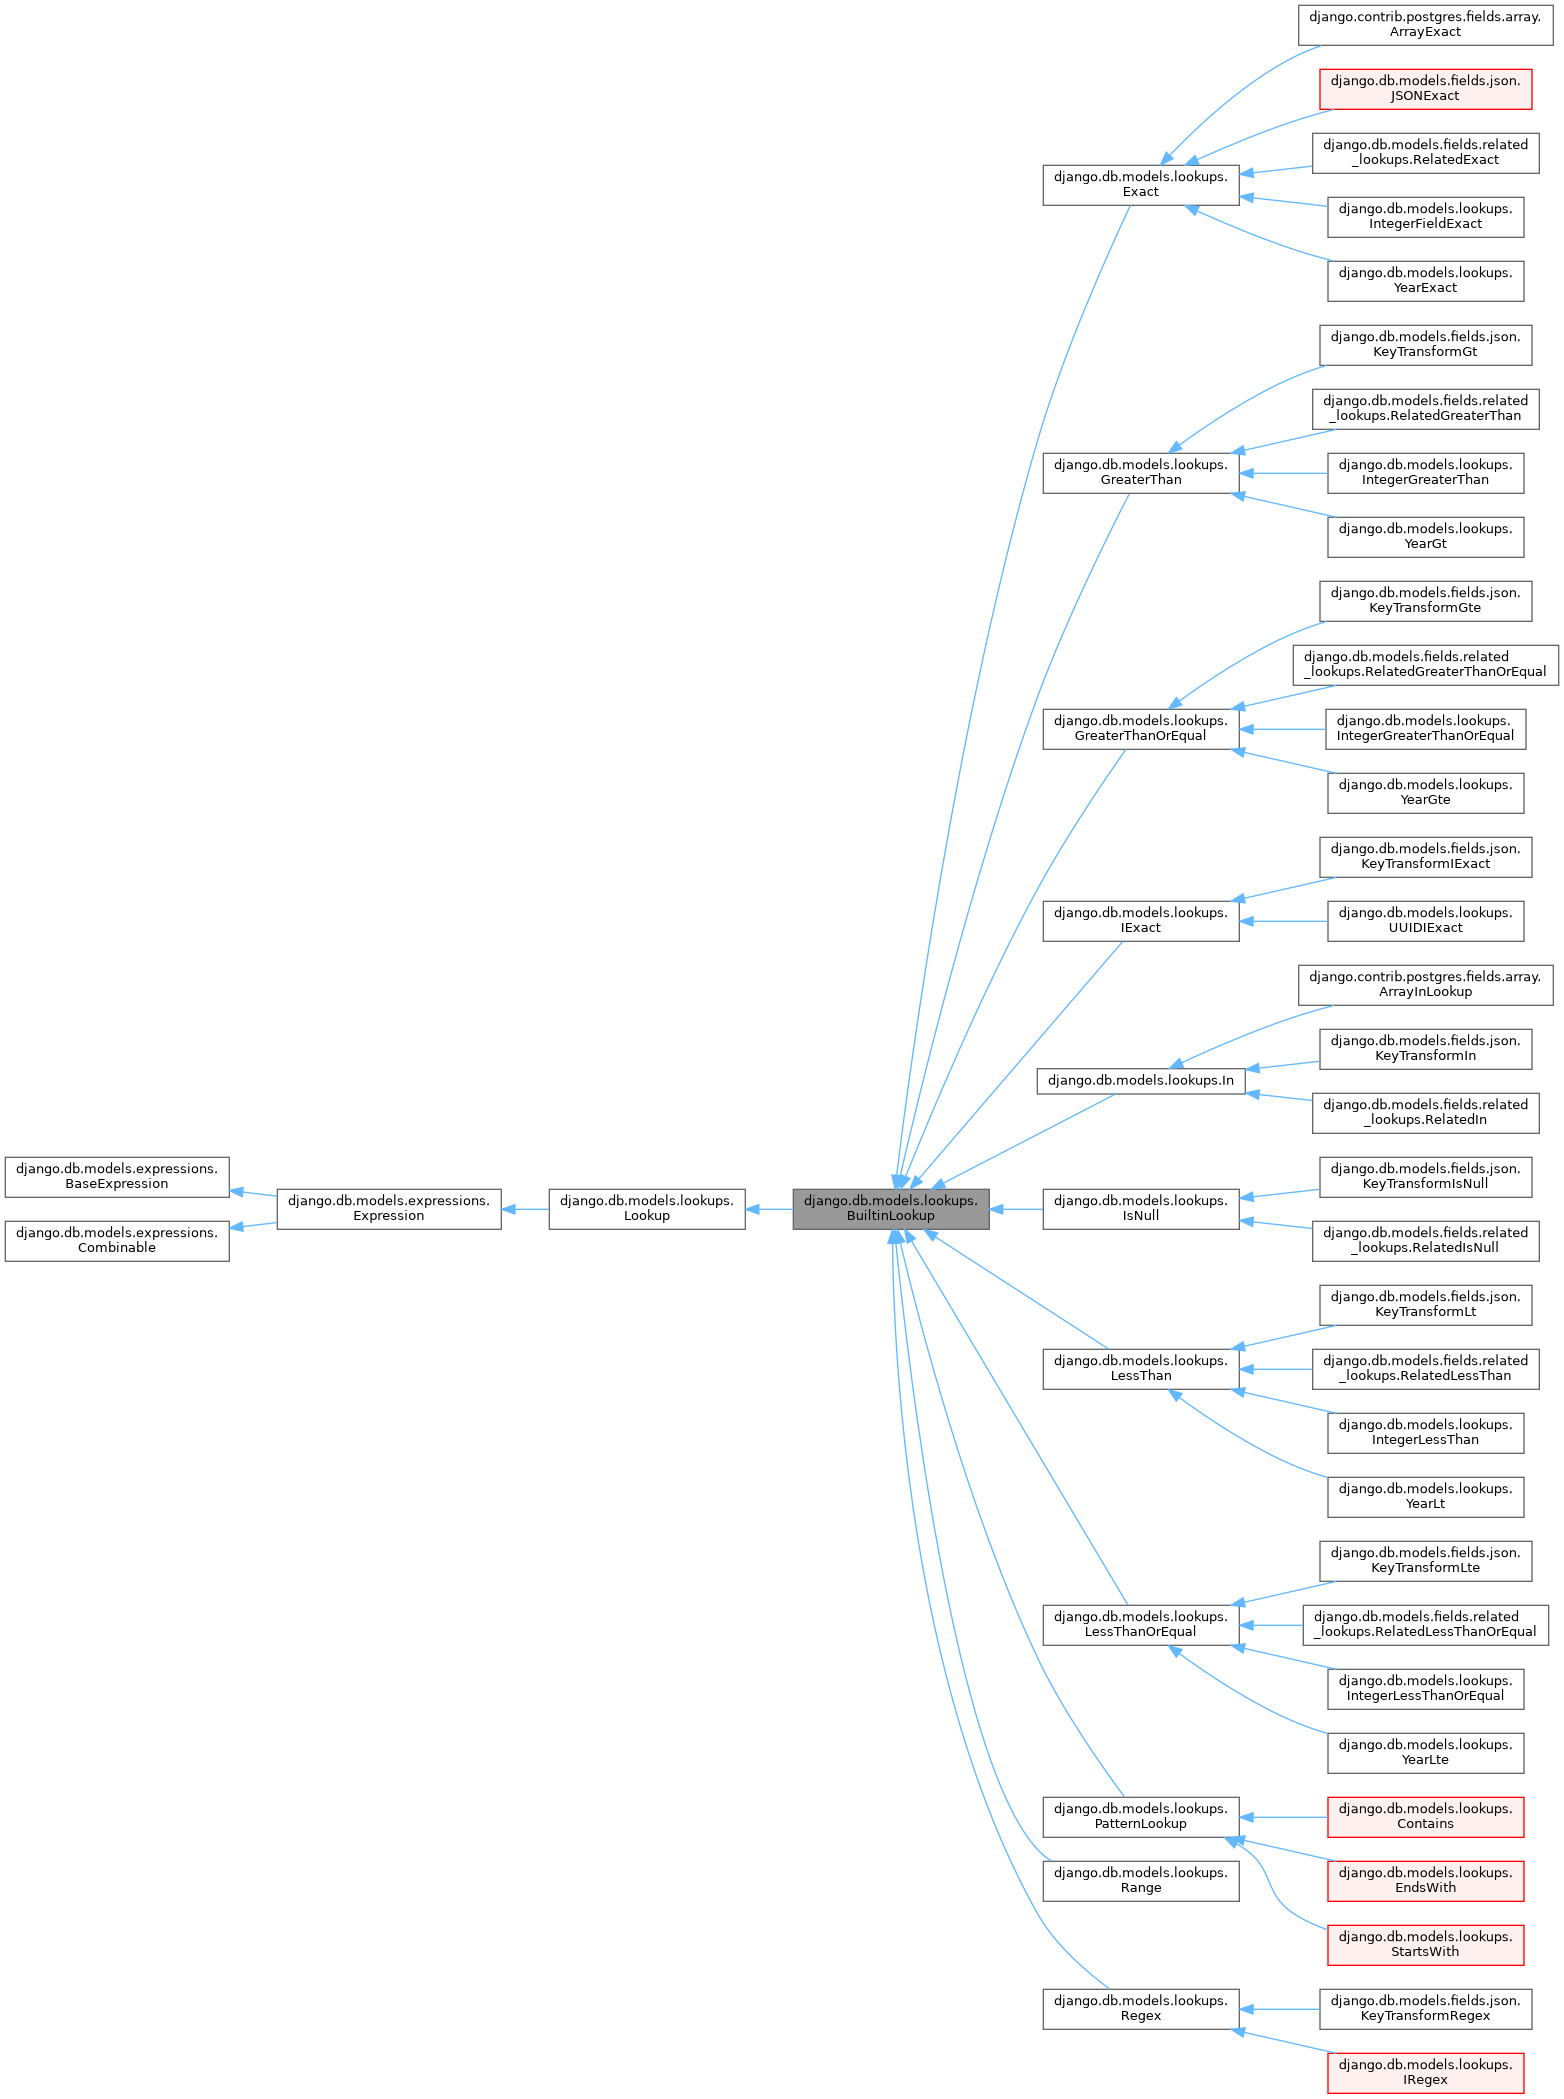 django.db.models.expressions.
BaseExpression
django.db.models.expressions.
Combinable
django.db.models.expressions.
Expression
django.db.models.lookups.
Lookup
django.db.models.lookups.
BuiltinLookup
django.db.models.lookups.
Exact
django.db.models.lookups.
GreaterThan
django.db.models.lookups.
GreaterThanOrEqual
django.db.models.lookups.
IExact
django.db.models.lookups.In
django.db.models.lookups.
IsNull
django.db.models.lookups.
LessThan
django.db.models.lookups.
LessThanOrEqual
django.db.models.lookups.
PatternLookup
django.db.models.lookups.
Range
django.db.models.lookups.
Regex
django.contrib.postgres.fields.array.
ArrayExact
django.db.models.fields.json.
JSONExact
django.db.models.fields.related
_lookups.RelatedExact
django.db.models.lookups.
IntegerFieldExact
django.db.models.lookups.
YearExact
django.db.models.fields.json.
KeyTransformGt
django.db.models.fields.related
_lookups.RelatedGreaterThan
django.db.models.lookups.
IntegerGreaterThan
django.db.models.lookups.
YearGt
django.db.models.fields.json.
KeyTransformGte
django.db.models.fields.related
_lookups.RelatedGreaterThanOrEqual
django.db.models.lookups.
IntegerGreaterThanOrEqual
django.db.models.lookups.
YearGte
django.db.models.fields.json.
KeyTransformIExact
django.db.models.lookups.
UUIDIExact
django.contrib.postgres.fields.array.
ArrayInLookup
django.db.models.fields.json.
KeyTransformIn
django.db.models.fields.related
_lookups.RelatedIn
django.db.models.fields.json.
KeyTransformIsNull
django.db.models.fields.related
_lookups.RelatedIsNull
django.db.models.fields.json.
KeyTransformLt
django.db.models.fields.related
_lookups.RelatedLessThan
django.db.models.lookups.
IntegerLessThan
django.db.models.lookups.
YearLt
django.db.models.fields.json.
KeyTransformLte
django.db.models.fields.related
_lookups.RelatedLessThanOrEqual
django.db.models.lookups.
IntegerLessThanOrEqual
django.db.models.lookups.
YearLte
django.db.models.lookups.
Contains
django.db.models.lookups.
EndsWith
django.db.models.lookups.
StartsWith
django.db.models.fields.json.
KeyTransformRegex
django.db.models.lookups.
IRegex